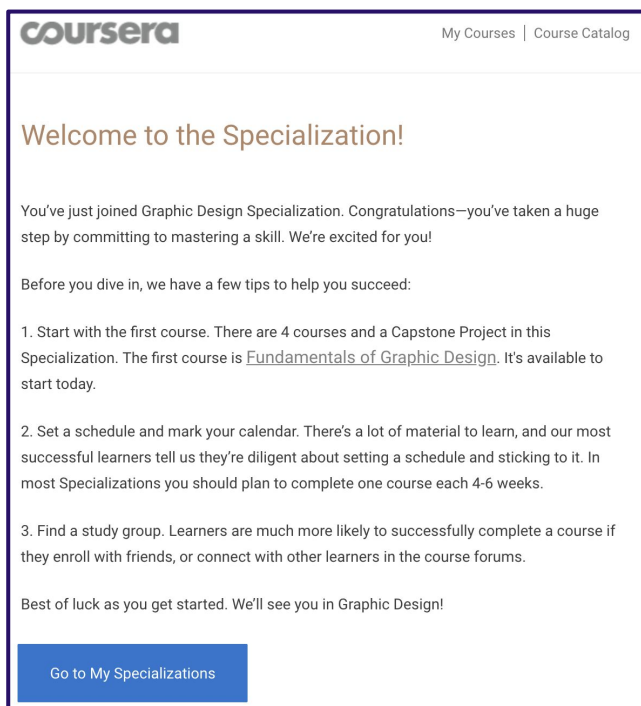 coursera
My Courses | Course Catalog
Welcome to the Specialization!
You’ve just joined Graphic Design Specialization. Congratulations—you’ve taken a huge
step by committing to mastering a skill. We’re excited for you!
Before you dive in, we have a few tips to help you succeed:
1. Start with the first course. There are 4 courses and a Capstone Project in this
Specialization. The first course is Fundamentals of Graphic Design. It's available to
start today.
2. Set a schedule and mark your calendar. There’s a lot of material to learn, and our most
successful learners tell us they’re diligent about setting a schedule and sticking to it. In
most Specializations you should plan to complete one course each 4-6 weeks.
3. Find a study group. Learners are much more likely to successfully complete a course if
they enroll with friends, or connect with other learners in the course forums.
Best of luck as you get started. We’ll see you in Graphic Design!
Go to My Specializations